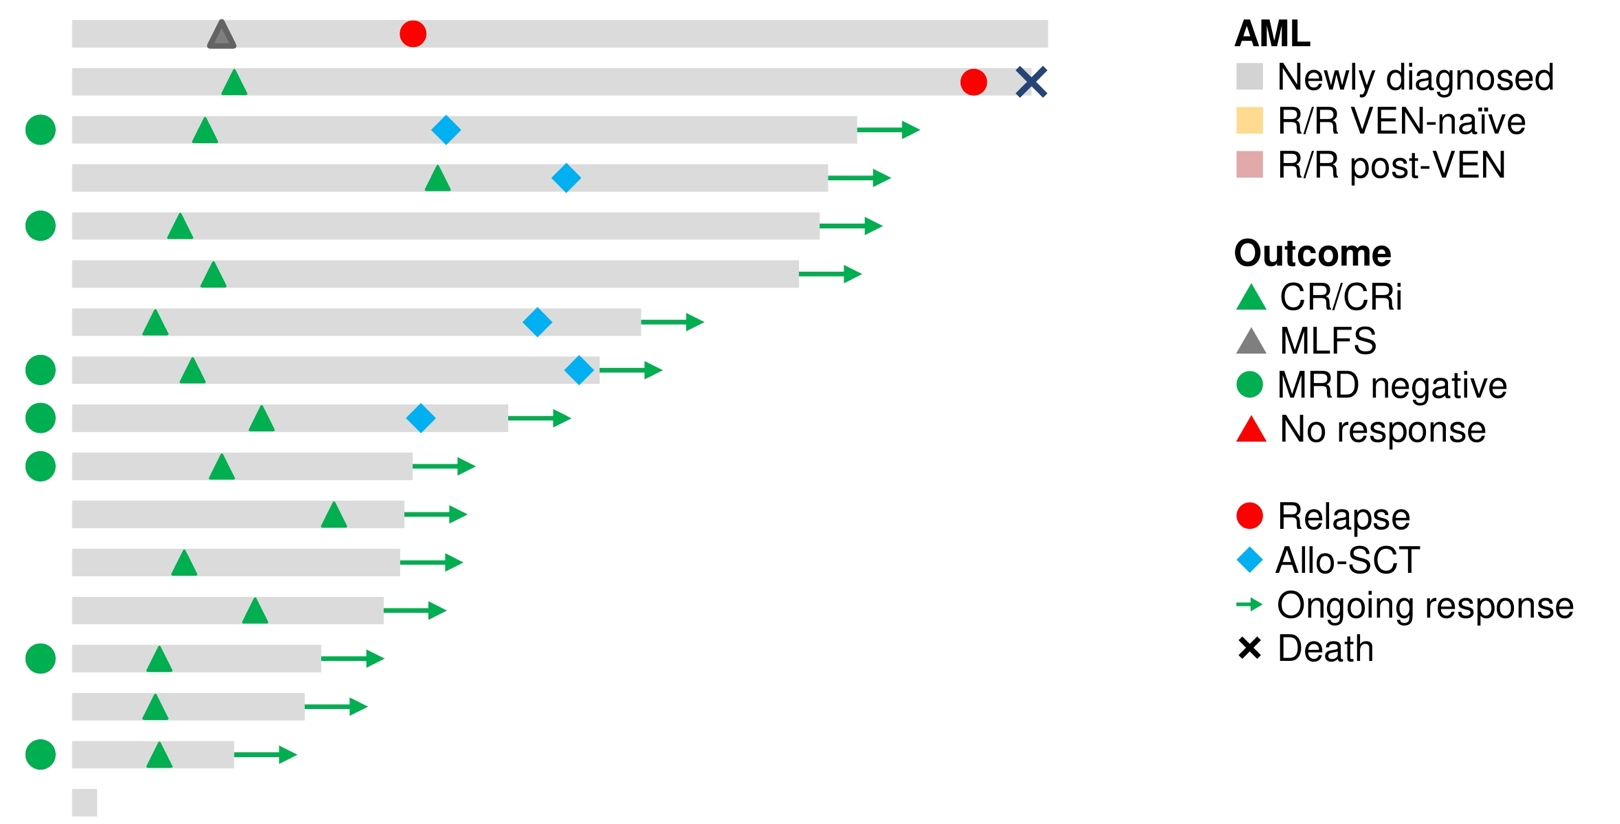 AML
Newly diagnosed
R/R VEN-naïve
R/R post-VEN
Outcome
CR/CRi
MLFS
MRD negative
No response
Relapse
Allo-SCT
Ongoing response
Death